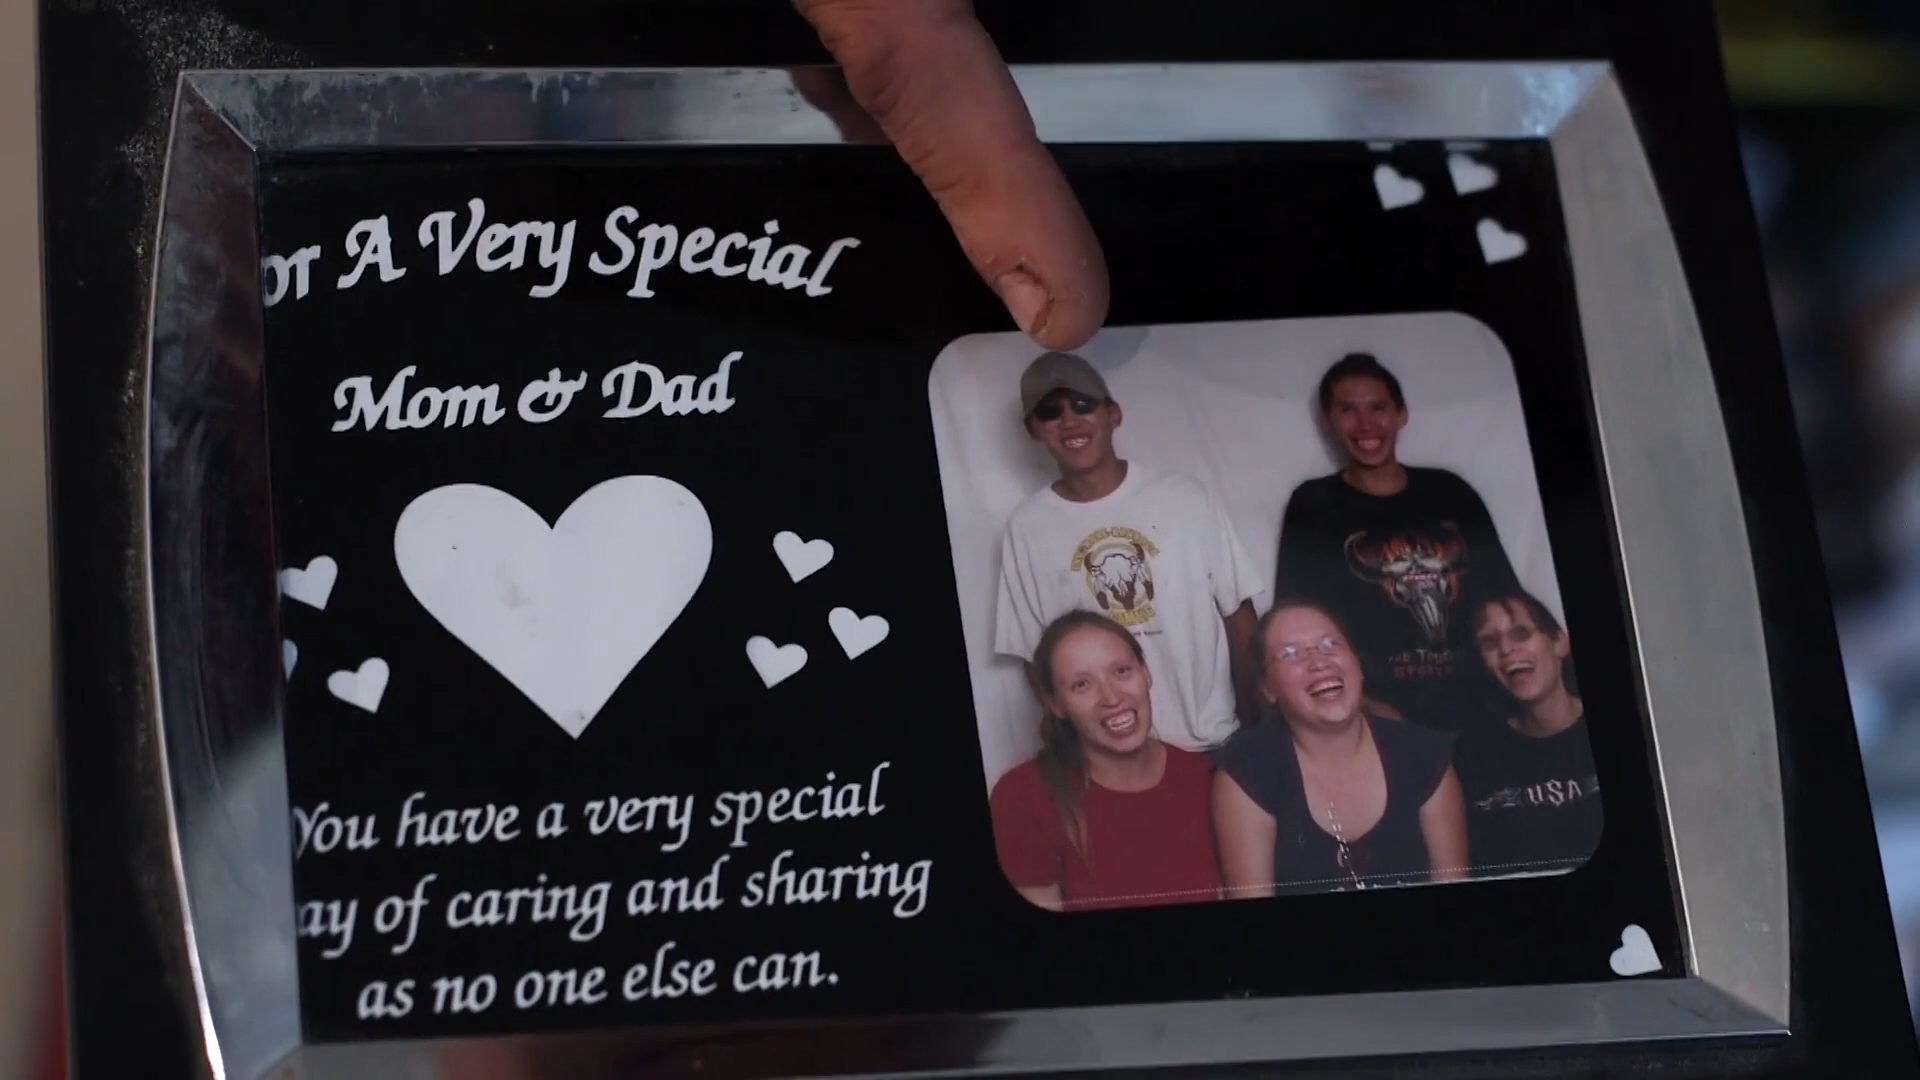 or A Very Special
Mom & Dad
You have a very special
ay of caring and sharing
as no one else can.
USA